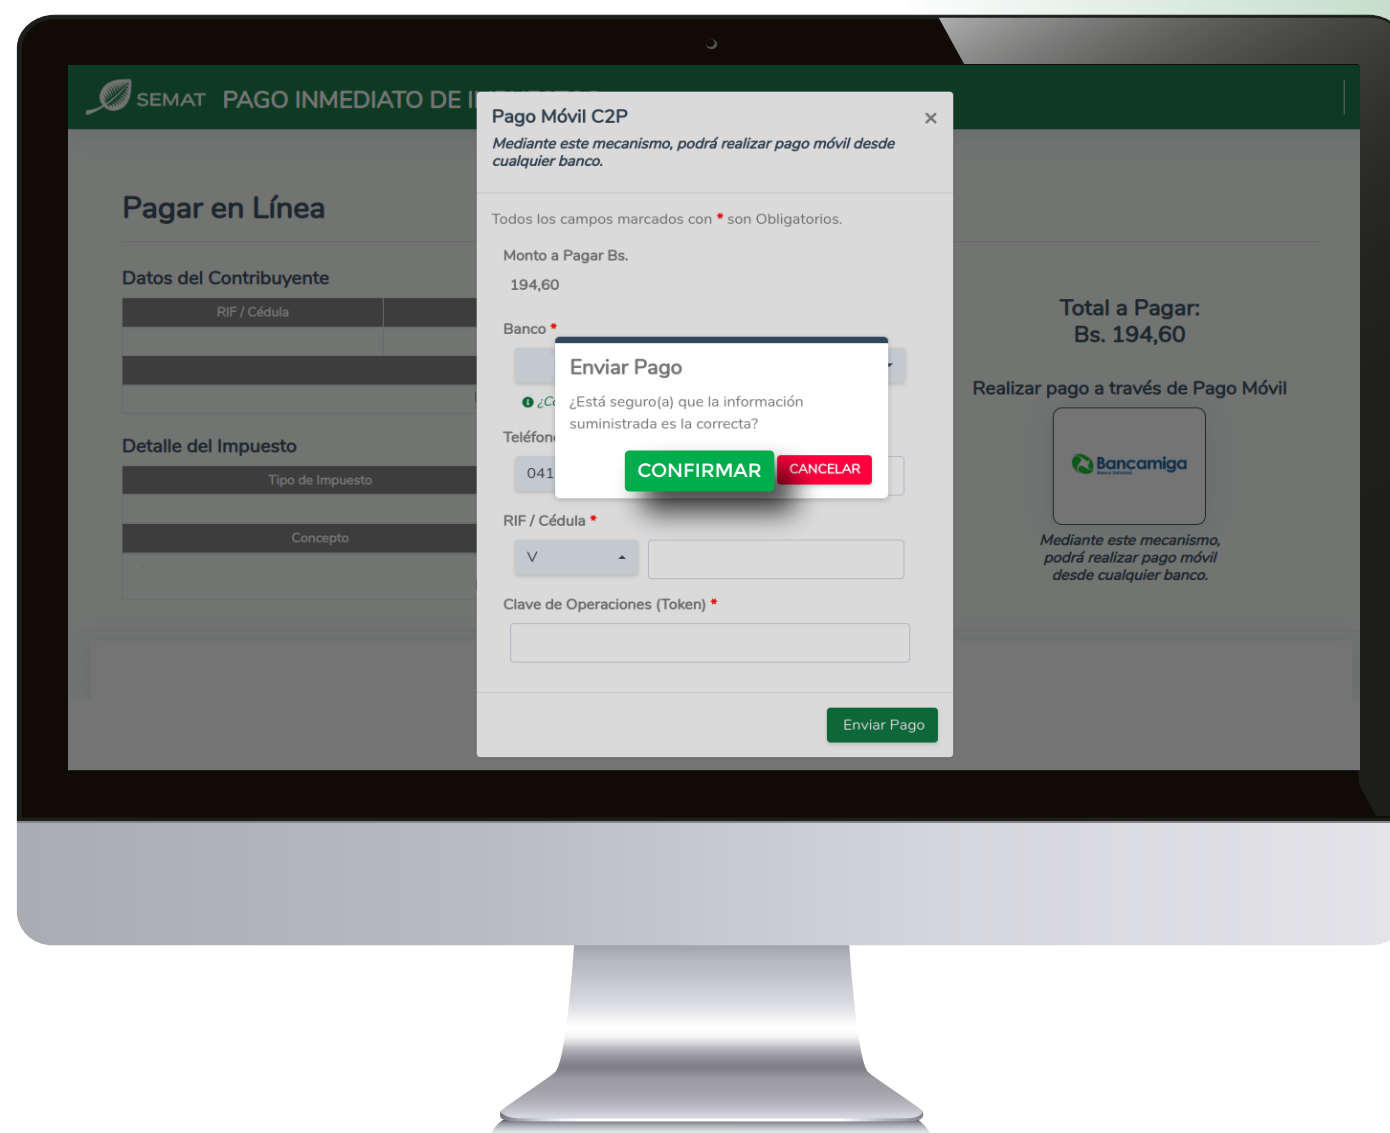 SEMAT PAGO INMEDIATO DE
Pago Móvil C2P
×
Mediante este mecanismo, podrá realizar pago móvil desde
cualquier banco.
Pagar en Línea
Todos los campos marcados con * son Obligatorios.
Monto a Pagar Bs.
194,60
Datos del Contribuyente
RIF / Cédula
Banco *
Enviar Pago
¿Está seguro(a) que la información
suministrada es la correcta?
CONFIRMAR
CANCELAR
Detalle del Impuesto
Tipo de Impuesto
Concepto
041
RIF / Cédula *
V
Clave de Operaciones (Token) *
Enviar Pago
Total a Pagar:
Bs. 194,60
Realizar pago a través de Pago Móvil
Bancamiga
Mediante este mecanismo,
podrá realizar pago móvil
desde cualquier banco.